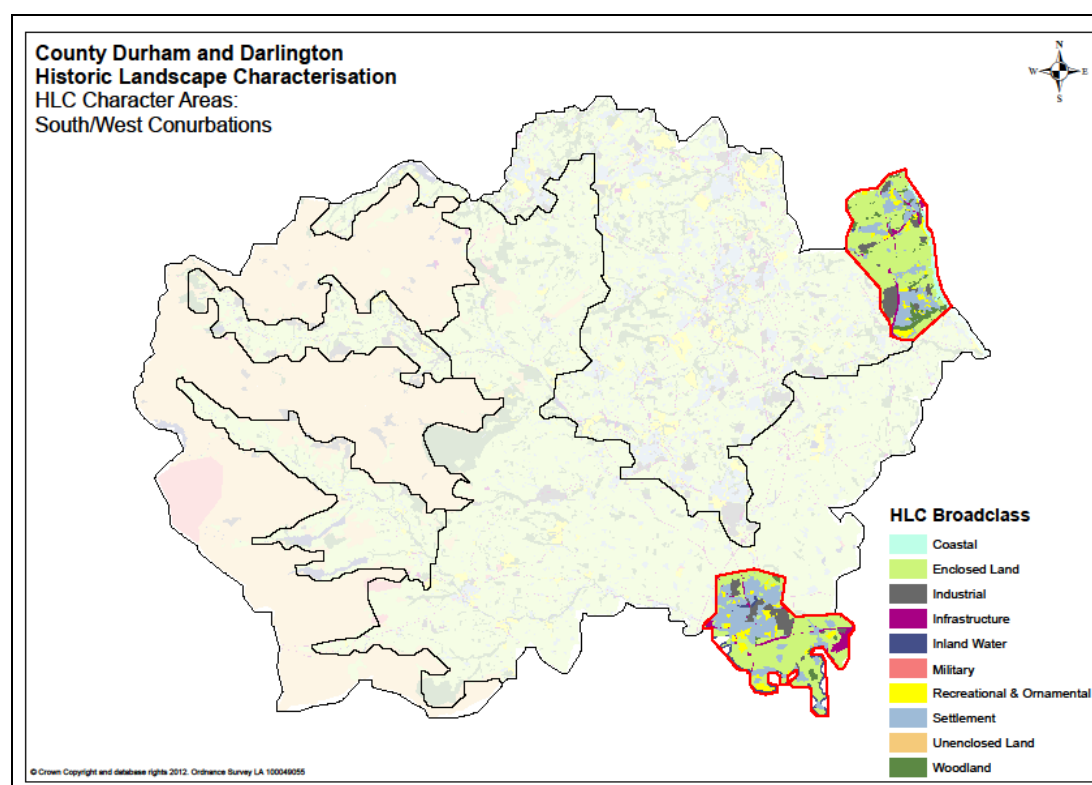 County Durham and Darlington
Historic Landscape Characterisation
HLC Character Areas:
South/West Conurbations
N
W E
S
HLC Broadclass
Coastal
Enclosed Land
Industrial
Infrastructure
Inland Water
Military
Recreational & Ornamental
Settlement
Unenclosed Land
Woodland
© Crown Copyright and database rights 2012. Ordnance Survey LA 100049055